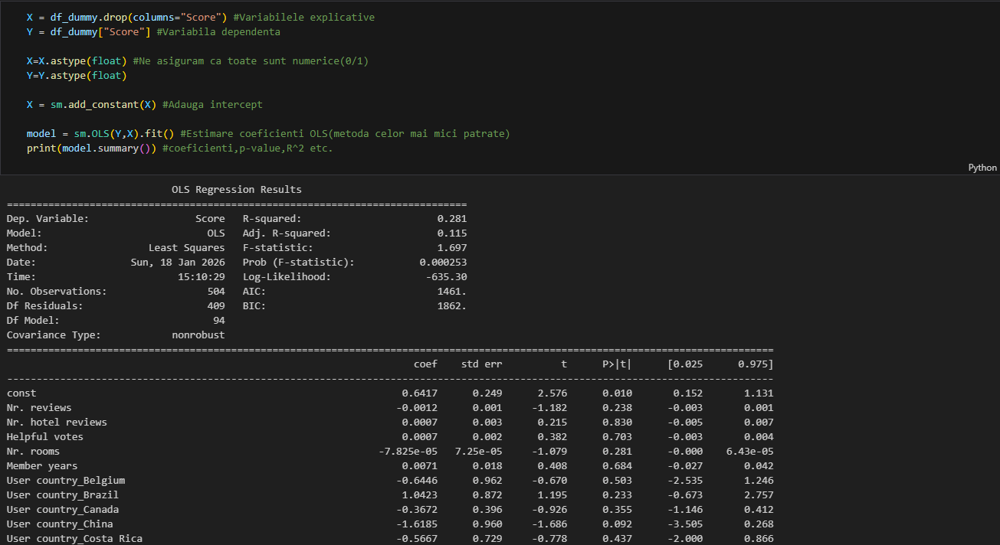 X = df_dummy.drop(columns="Score") #Variabilele explicative
Y = df_dummy["Score"] #Variabila dependenta
X=X.astype(float) #Ne asiguram ca toate sunt numerice(0/1)
Y=Y.astype(float)
X = sm.add_constant(X) #Adauga intercept
model = sm.OLS(Y,X).fit() #Estimare coeficienti OLS(metoda celor mai mici patrate)
print(model.summary()) #coeficienti,p-value,R^2 etc.
Python
OLS Regression Results
==============================================================================
Dep. Variable: Score R-squared: 0.281
Model: OLS Adj. R-squared: 0.115
Method: Least Squares F-statistic: 1.697
Date: Sun, 18 Jan 2026 Prob (F-statistic): 0.000253
Time: 15:10:29 Log-Likelihood: -635.30
No. Observations: 504 AIC: 1461.
Df Residuals: 409 BIC: 1862.
Df Model: 94
Covariance Type: nonrobust
==================================================================================================================================
coef std err t P>|t| [0.025 0.975]
----------------------------------------------------------------------------------------------------------------------------------
const 0.6417 0.249 2.576 0.010 0.152 1.131
Nr. reviews -0.0012 0.001 -1.182 0.238 -0.003 0.001
Nr. hotel reviews 0.0007 0.003 0.215 0.830 -0.005 0.007
Helpful votes 0.0007 0.002 0.382 0.703 -0.003 0.004
Nr. rooms -7.825e-05 7.25e-05 -1.079 0.281 -0.000 6.43e-05
Member years 0.0071 0.018 0.408 0.684 -0.027 0.042
User country_Belgium -0.6446 0.962 -0.670 0.503 -2.535 1.246
User country_Brazil 1.0423 0.872 1.195 0.233 -0.673 2.757
User country_Canada -0.3672 0.396 -0.926 0.355 -1.146 0.412
User country_China -1.6185 0.960 -1.686 0.092 -3.505 0.268
User country_Costa Rica -0.5667 0.729 -0.778 0.437 -2.000 0.866